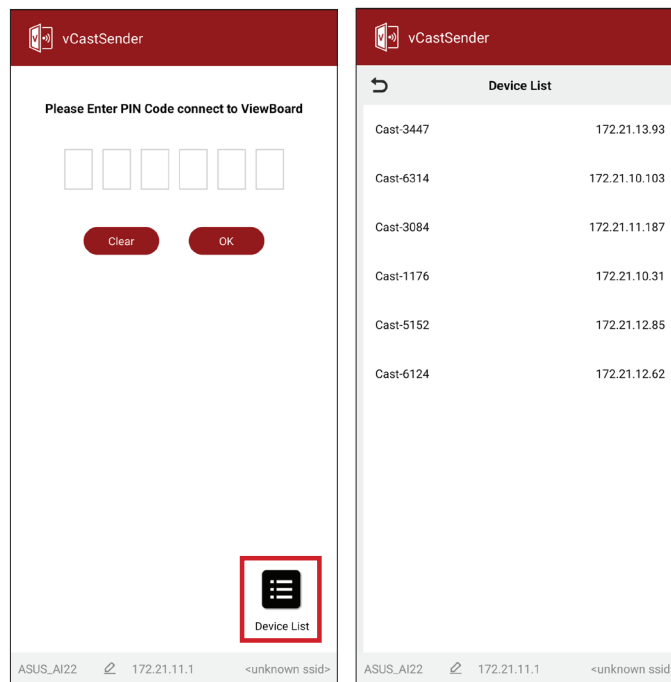 vCastSender
Please Enter PIN Code connect to ViewBoard
Clear
OK
Device List
ASUS_AI22 172.21.11.1 <unknown ssid>
vCastSender
Device List
Cast-3447 172.21.13.93
Cast-6314 172.21.10.103
Cast-3084 172.21.11.187
Cast-1176 172.21.10.31
Cast-5152 172.21.12.85
Cast-6124 172.21.12.62
ASUS_AI22 172.21.11.1 <unknown ssid